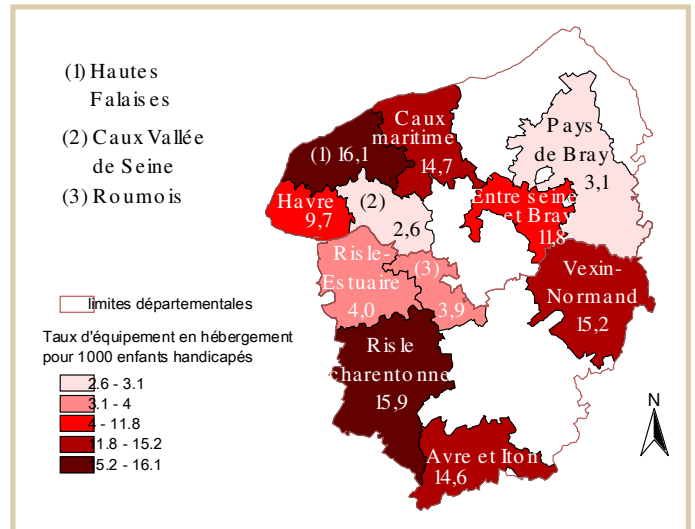 (1) Hautes
Falaises
(2) Caux Vallée
de Seine
(3) Roumois
Caux
maritime
14,7
(1) 16,1
Pays
de Bray
3,1
Havre
9,7
(2)
2,6
Entre seine
et Bray
11,8
Risle-
Estuaire
4,0
(3)
3,9
Vexin-
Normand
15,2
Risle
charentonne
15,9
Avre et Iton
14,6
limites départementales
Taux d'équipement en hébergement
pour 1000 enfants handicapés
2.6 - 3.1
3.1 - 4
4 - 11.8
11.8 - 15.2
15.2 - 16.1
N